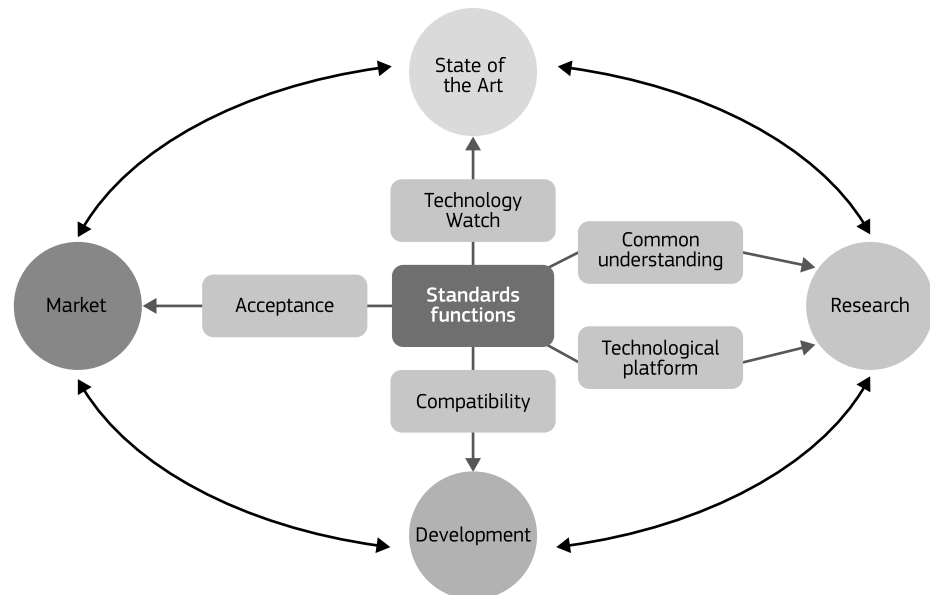 State of
the Art
Technology
Watch
Common
understanding
Market
Acceptance
Standards
functions
Research
Technological
platform
Compatibility
Development